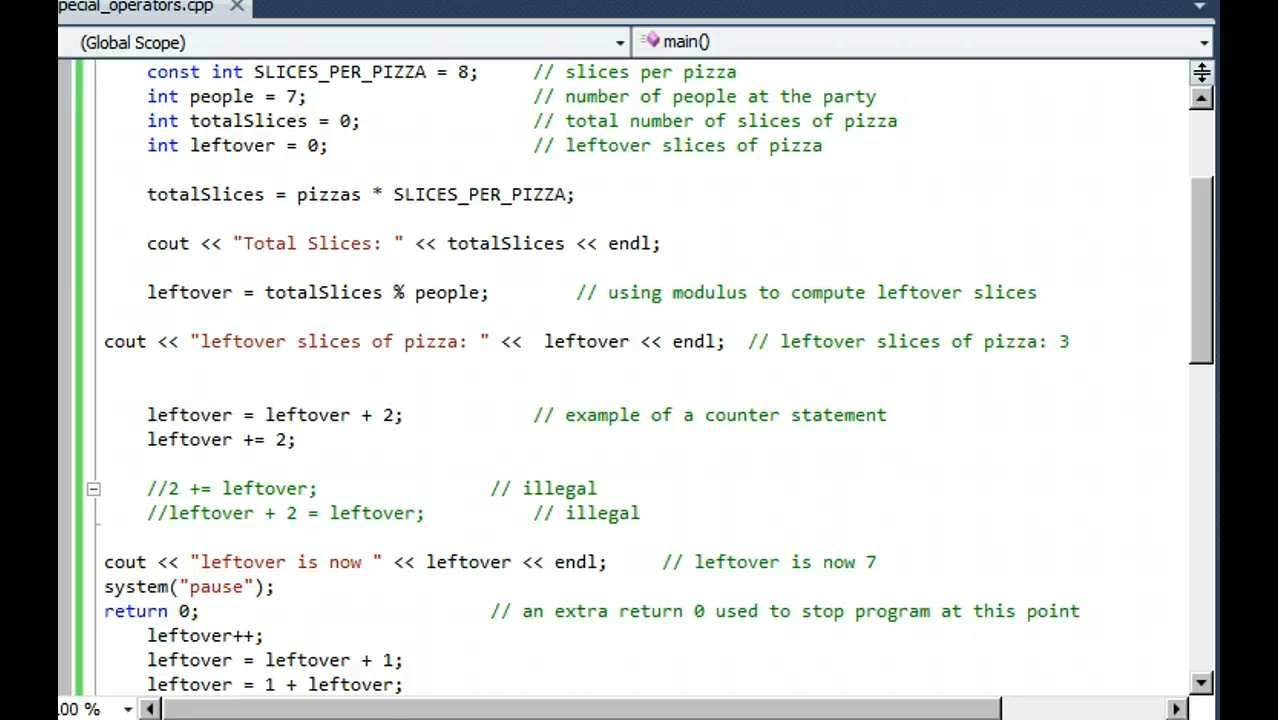 pecial_operators.cpp
(Global Scope) main()
const int SLICES_PER_PIZZA = 8; // slices per pizza
int people = 7; // number of people at the party
int totalSlices = 0; // total number of slices of pizza
int leftover = 0; // leftover slices of pizza
totalSlices = pizzas * SLICES_PER_PIZZA;
cout << "Total Slices: " << totalSlices << endl;
leftover = totalSlices % people; // using modulus to compute leftover slices
cout << "leftover slices of pizza: " << leftover << endl; // leftover slices of pizza: 3
leftover = leftover + 2; // example of a counter statement
leftover += 2;
//2 += leftover; // illegal
//leftover + 2 = leftover; // illegal
cout << "leftover is now " << leftover << endl; // leftover is now 7
system("pause");
return 0; // an extra return 0 used to stop program at this point
leftover++;
leftover = leftover + 1;
leftover = 1 + leftover;
00 %